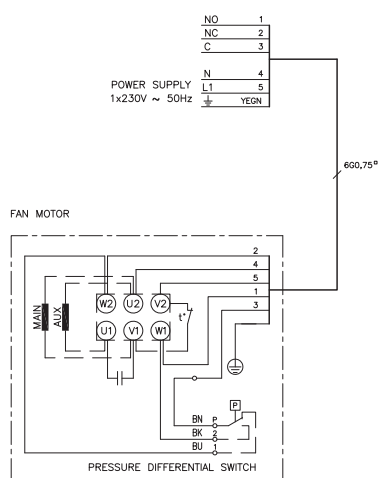 NO 1
NC 2
C 3
N 4
POWER SUPPLY L1 5
1x230V ~ 50Hz YEGN
6G0,75¤
FAN MOTOR
2
4
5
1
3
W2 U2 V2
MAIN
AUX
t°
U1 V1 W1
P
BN P
BK 2
BU 1
PRESSURE DIFFERENTIAL SWITCH